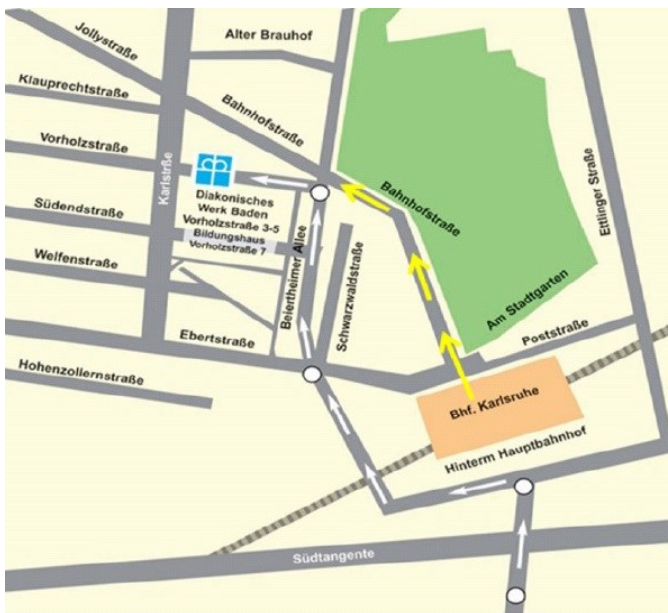 Jollystraße
Alter Brauhof
Klauprechtstraße
Bahnhofstraße
Vorholzstraße
Karlstrße
Diakonisches
Werk Baden
Vorholzstraße 3-5
Bildungshaus
Vorholzstraße 7
Bahnhofstraße
Ettlinger Straße
Südendstraße
Welfenstraße
Beiertheimer Allee
Schwarzwaldstraße
Am Stadtgarten
Ebertstraße
Poststraße
Hohenzollernstraße
Bhf. Karlsruhe
Hinterm Hauptbahnhof
Südtangente